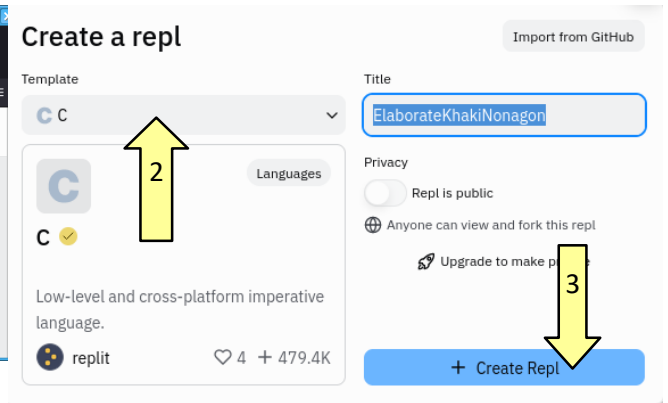 Create a repl
Import from GitHub
Template
Title
C C
ElaborateKhakiNonagon
2
C
Languages
C
Privacy
Repl is public
Anyone can view and fork this repl
Upgrade to make
3
Low-level and cross-platform imperative
language.
replit
4 + 479.4K
+ Create Repl